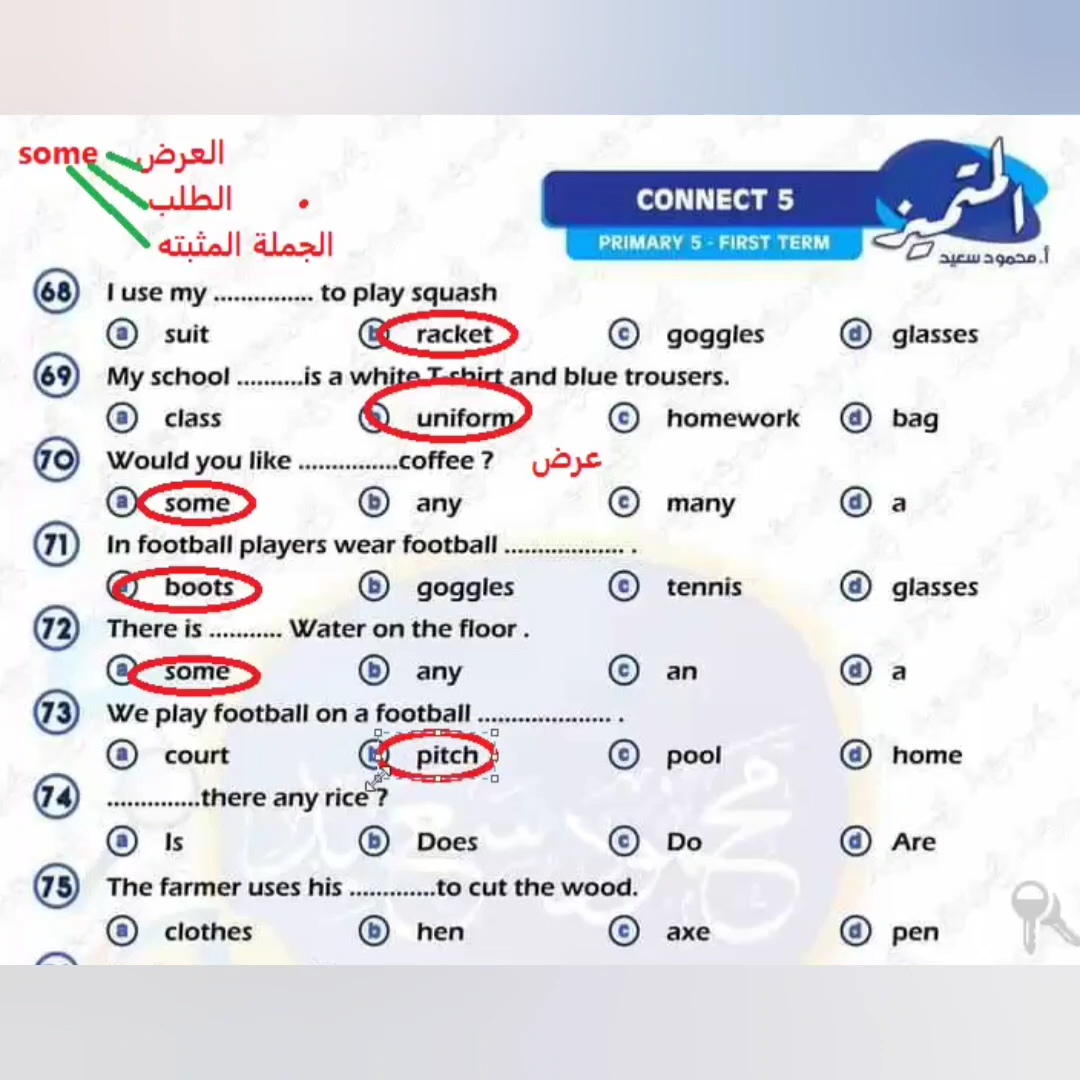 some العرض
الطلب
الجملة المثبته
CONNECT 5
PRIMARY 5 - FIRST TERM
المتميز
أ.محمود سعيد
68 I use my ............... to play squash
a suit b racket c goggles d glasses
69 My school ..........is a white T-shirt and blue trousers.
a class b uniform c homework d bag
70 Would you like ...............coffee ? عرض
a some b any c many d a
71 In football players wear football .................. .
a boots b goggles c tennis d glasses
72 There is ........... Water on the floor .
a some b any c an d a
73 We play football on a football .................... .
a court b pitch c pool d home
74 ..............there any rice ?
a Is b Does c Do d Are
75 The farmer uses his .............to cut the wood.
a clothes b hen c axe d pen